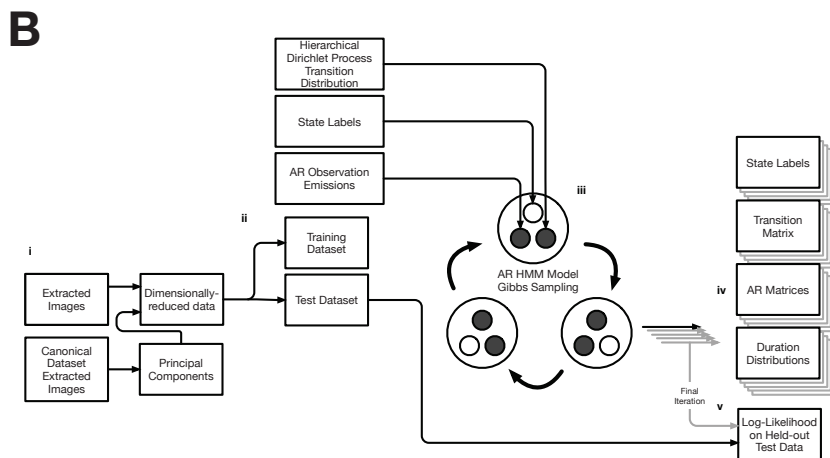 B
Hierarchical
Dirichlet Process
Transition
Distribution
State Labels
AR Observation
Emissions
iii
ii
Training
Dataset
Test Dataset
i
Extracted
Images
Dimensionally-
reduced data
Canonical
Dataset
Extracted
Images
Principal
Components
AR HMM Model
Gibbs Sampling
State Labels
Transition
Matrix
iv
AR Matrices
Duration
Distributions
Final
Iteration
v
Log-Likelihood
on Held-out
Test Data